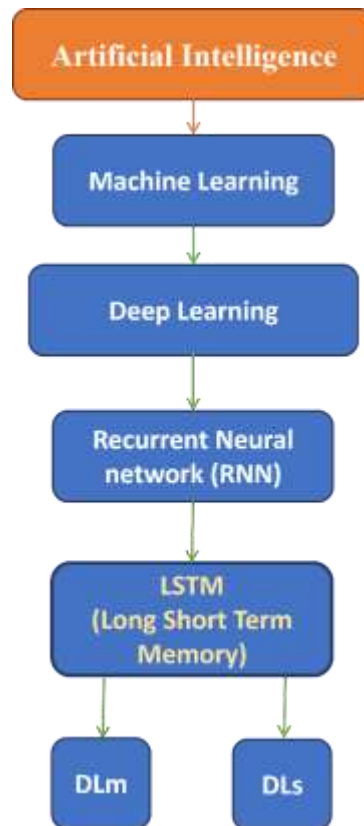 Artificial Intelligence
Machine Learning
Deep Learning
Recurrent Neural
network (RNN)
LSTM
(Long Short Term
Memory)
DLm
DLs